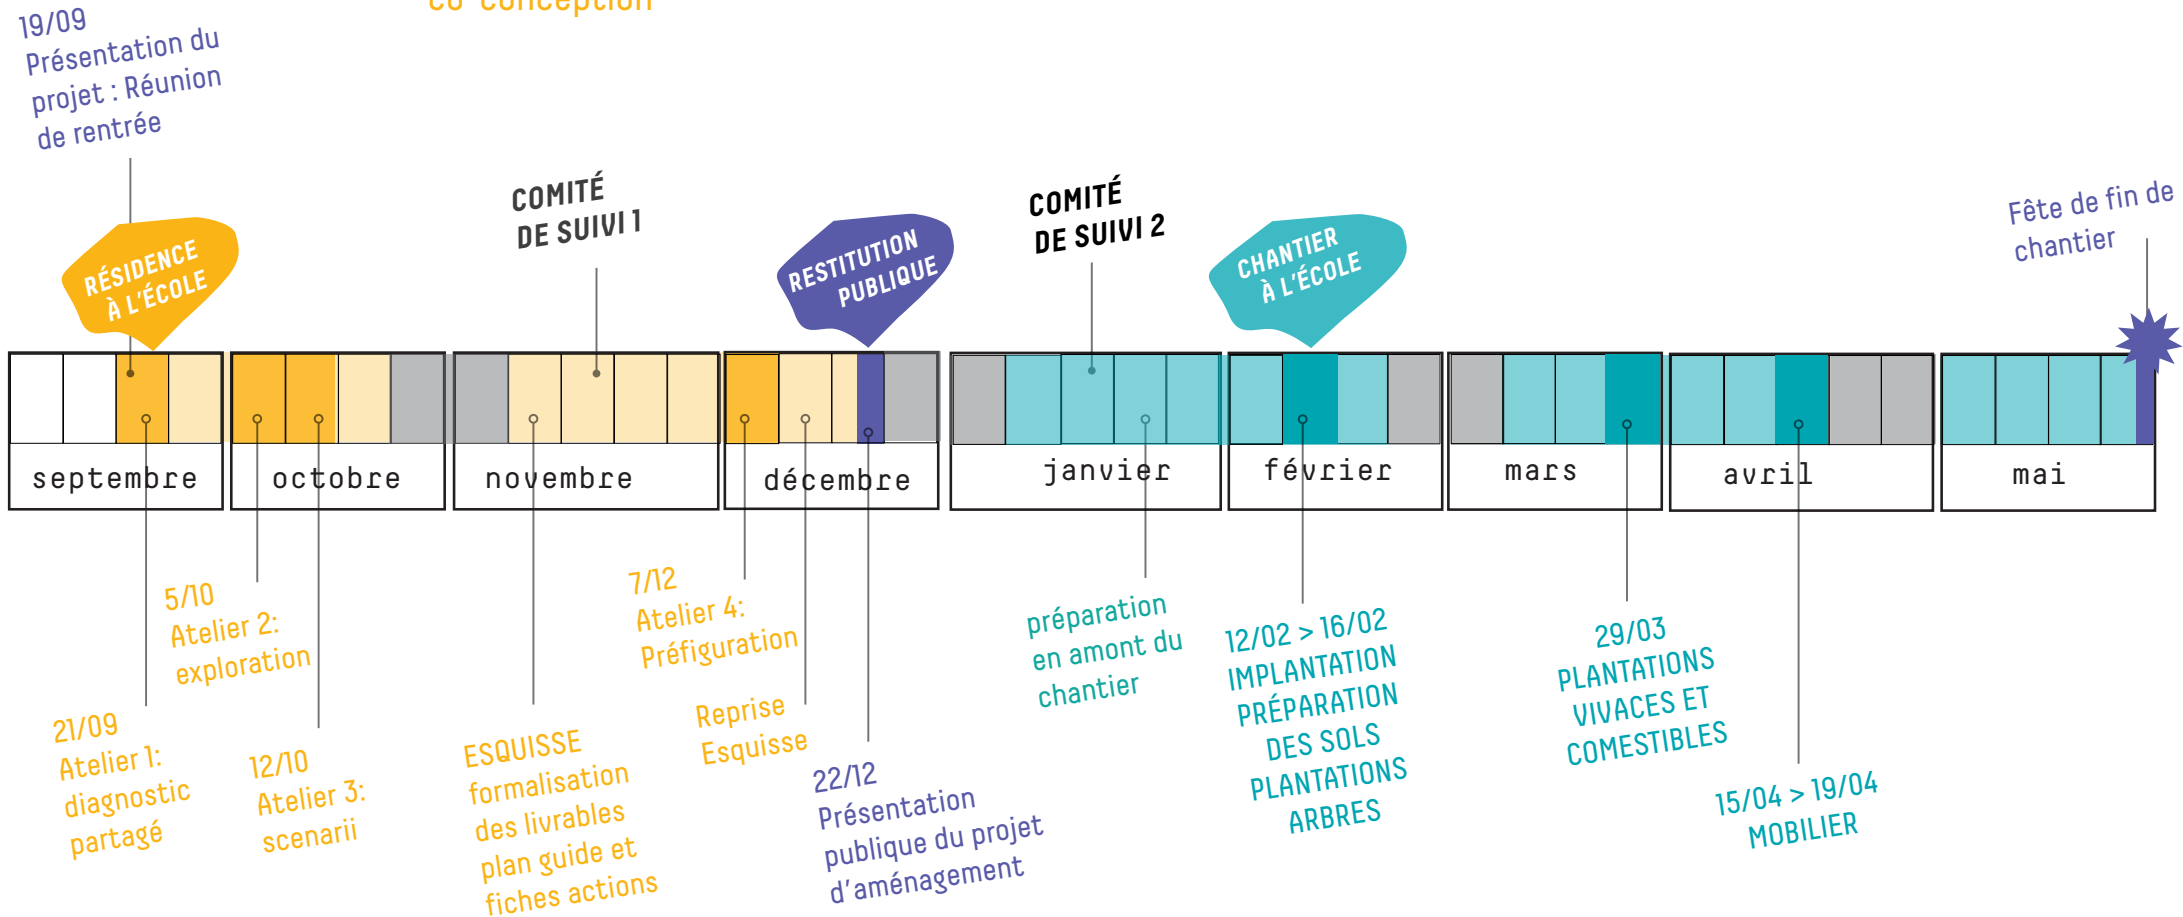 co-conception
19/09
Présentation du
projet : Réunion
de rentrée
RÉSIDENCE
À L'ÉCOLE
COMITÉ
DE SUIVI 1
RESTITUTION
PUBLIQUE
COMITÉ
DE SUIVI 2
CHANTIER
À L'ÉCOLE
Fête de fin de
chantier
septembre
octobre
novembre
décembre
janvier
février
mars
avril
mai
21/09
Atelier 1:
diagnostic
partagé
5/10
Atelier 2:
exploration
12/10
Atelier 3:
scenarii
ESQUISSE
formalisation
des livrables
plan guide et
fiches actions
7/12
Atelier 4:
Préfiguration
Reprise
Esquisse
22/12
Présentation
publique du projet
d'aménagement
préparation
en amont du
chantier
12/02 > 16/02
IMPLANTATION
PRÉPARATION
DES SOLS
PLANTATIONS
ARBRES
29/03
PLANTATIONS
VIVACES ET
COMESTIBLES
15/04 > 19/04
MOBILIER